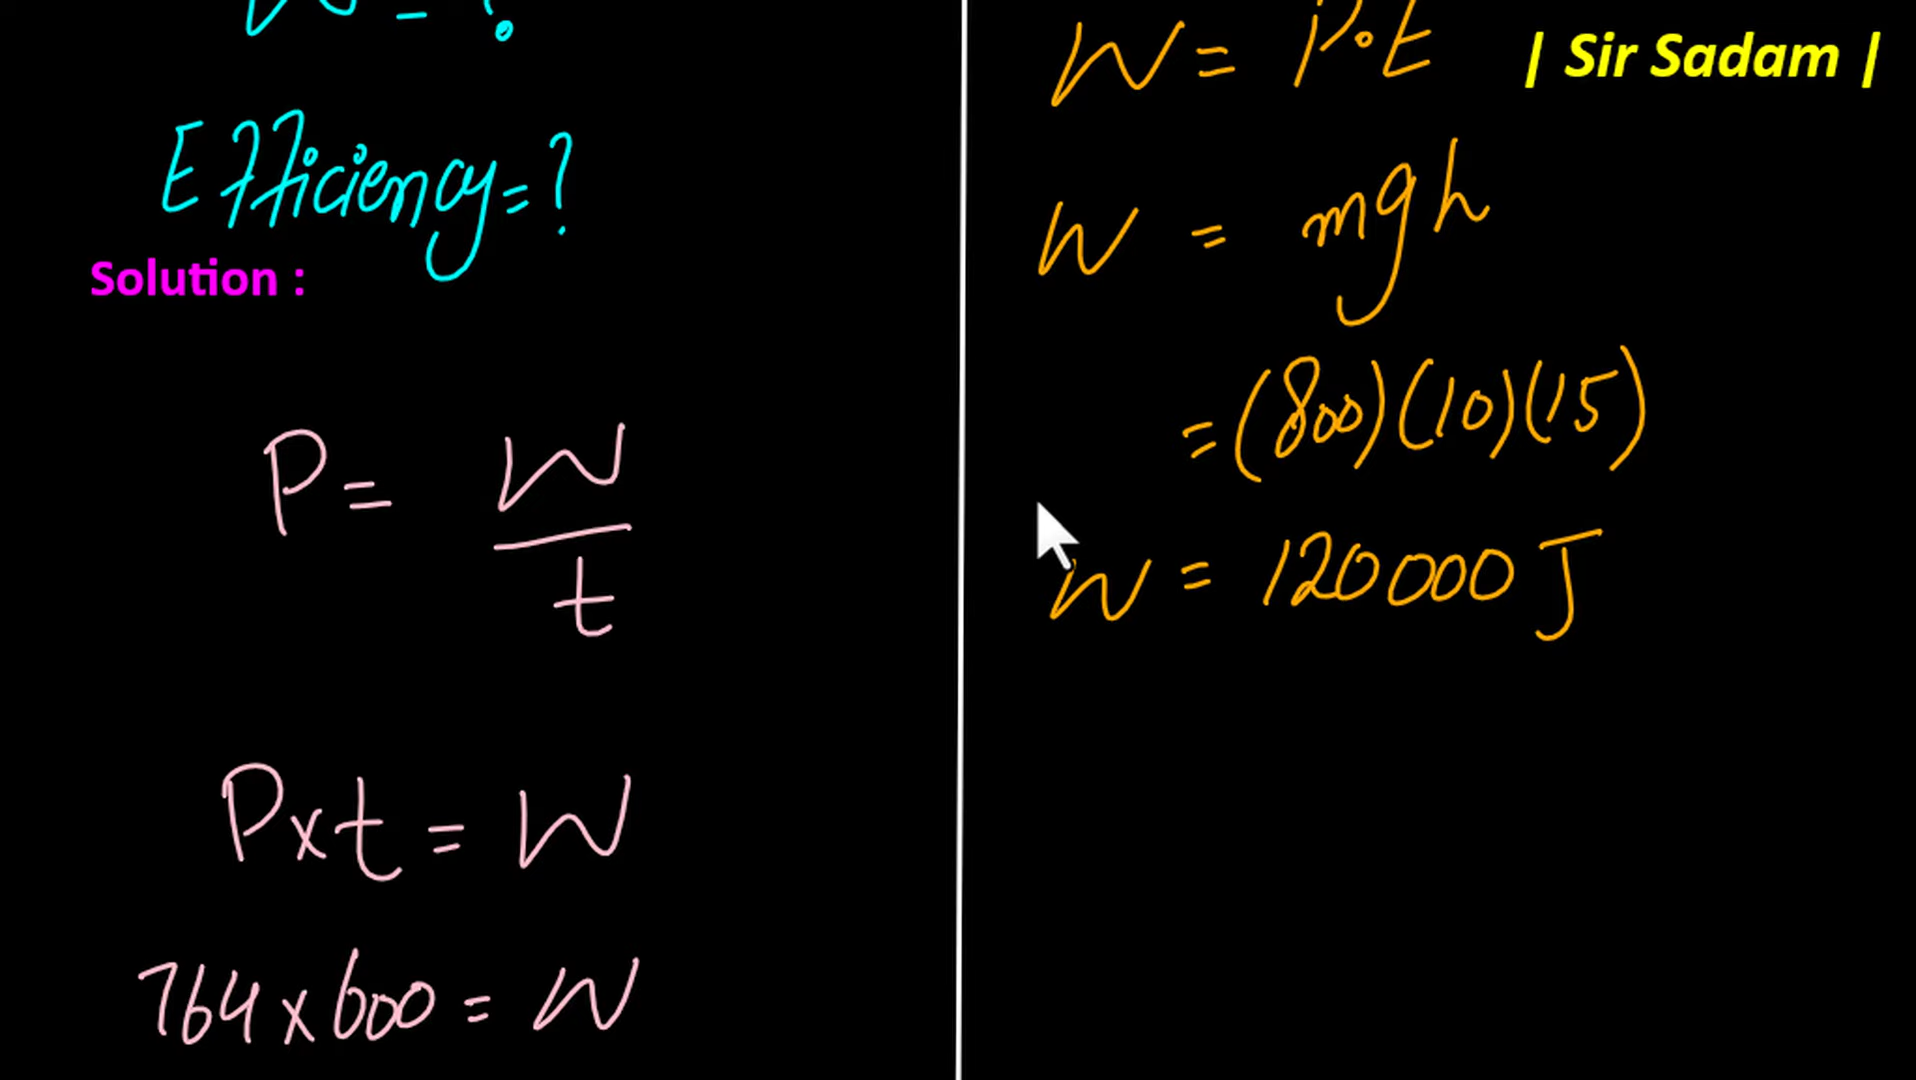 W = ?
Efficiency = ?
Solution :
P = W / t
P x t = W
764 x 600 = W
| Sir Sadam |
W = P.E
W = mgh
= (800)(10)(15)
W = 120000 J